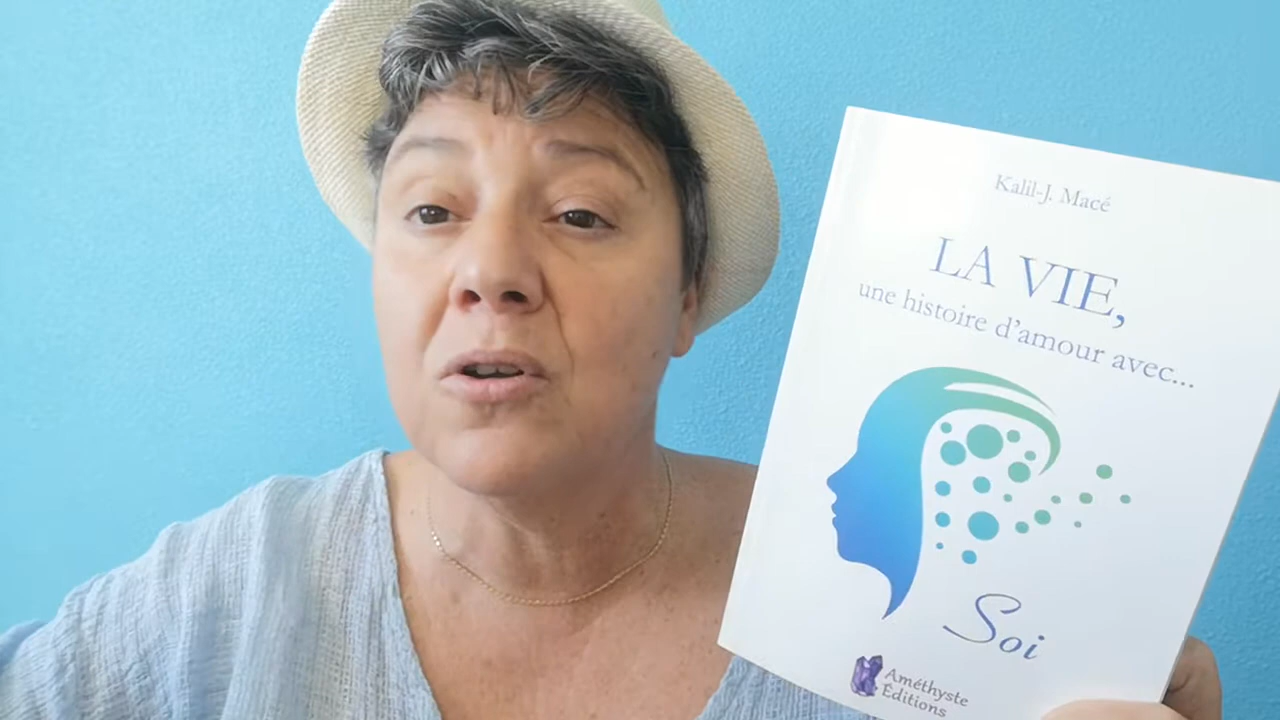 Kalil-J. Macé
LA VIE,
une histoire d'amour avec...
Soi
Améthyste
Éditions